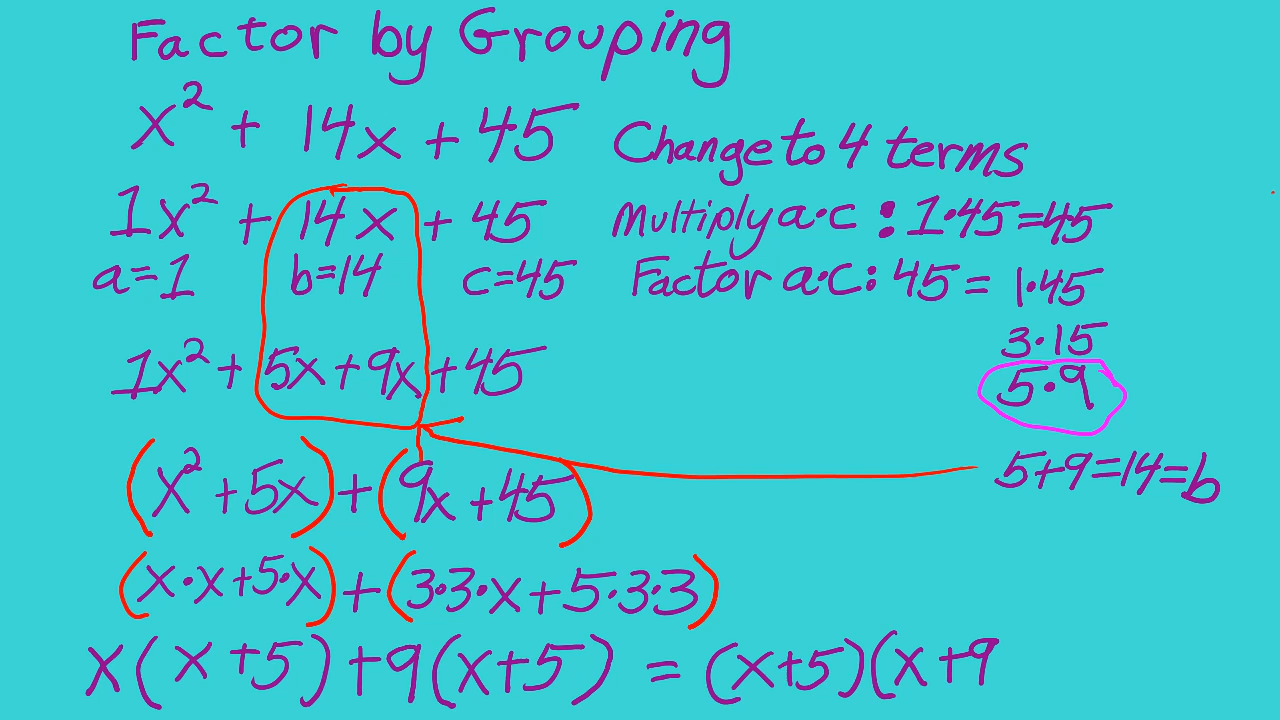 Factor by Grouping
x² + 14x + 45 Change to 4 terms
1x² + 14x + 45 Multiply a·c : 1·45=45
a=1 b=14 c=45 Factor a·c: 45 = 1·45
3·15
1x² + 5x + 9x + 45 5·9
(x² + 5x) + (9x + 45) 5+9=14=b
(x·x+5·x) + (3·3·x+5·3·3)
x(x+5)+9(x+5) = (x+5)(x+9